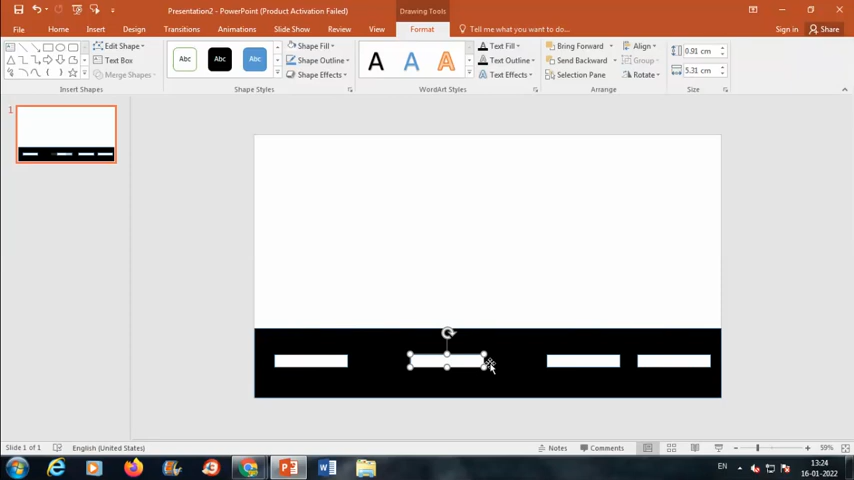 Presentation2 - PowerPoint (Product Activation Failed)
Drawing Tools
File Home Insert Design Transitions Animations Slide Show Review View Format Tell me what you want to do... Sign in Share
Edit Shape
Text Box
Merge Shapes
Insert Shapes
Abc Abc Abc
Shape Fill
Shape Outline
Shape Effects
Shape Styles
A A A
Text Fill
Text Outline
Text Effects
WordArt Styles
Bring Forward
Send Backward
Selection Pane
Align
Group
Rotate
Arrange
0.91 cm
5.31 cm
Size
1
Slide 1 of 1 English (United States) Notes Comments 59%
EN 13:24
16-01-2022